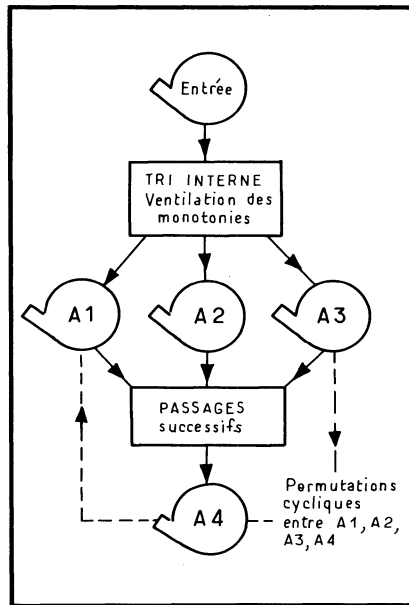 Entrée
TRI INTERNE
Ventilation des
monotonies
A1
A2
A3
PASSAGES
successifs
A4
Permutations
cycliques
entre A1, A2,
A3, A4